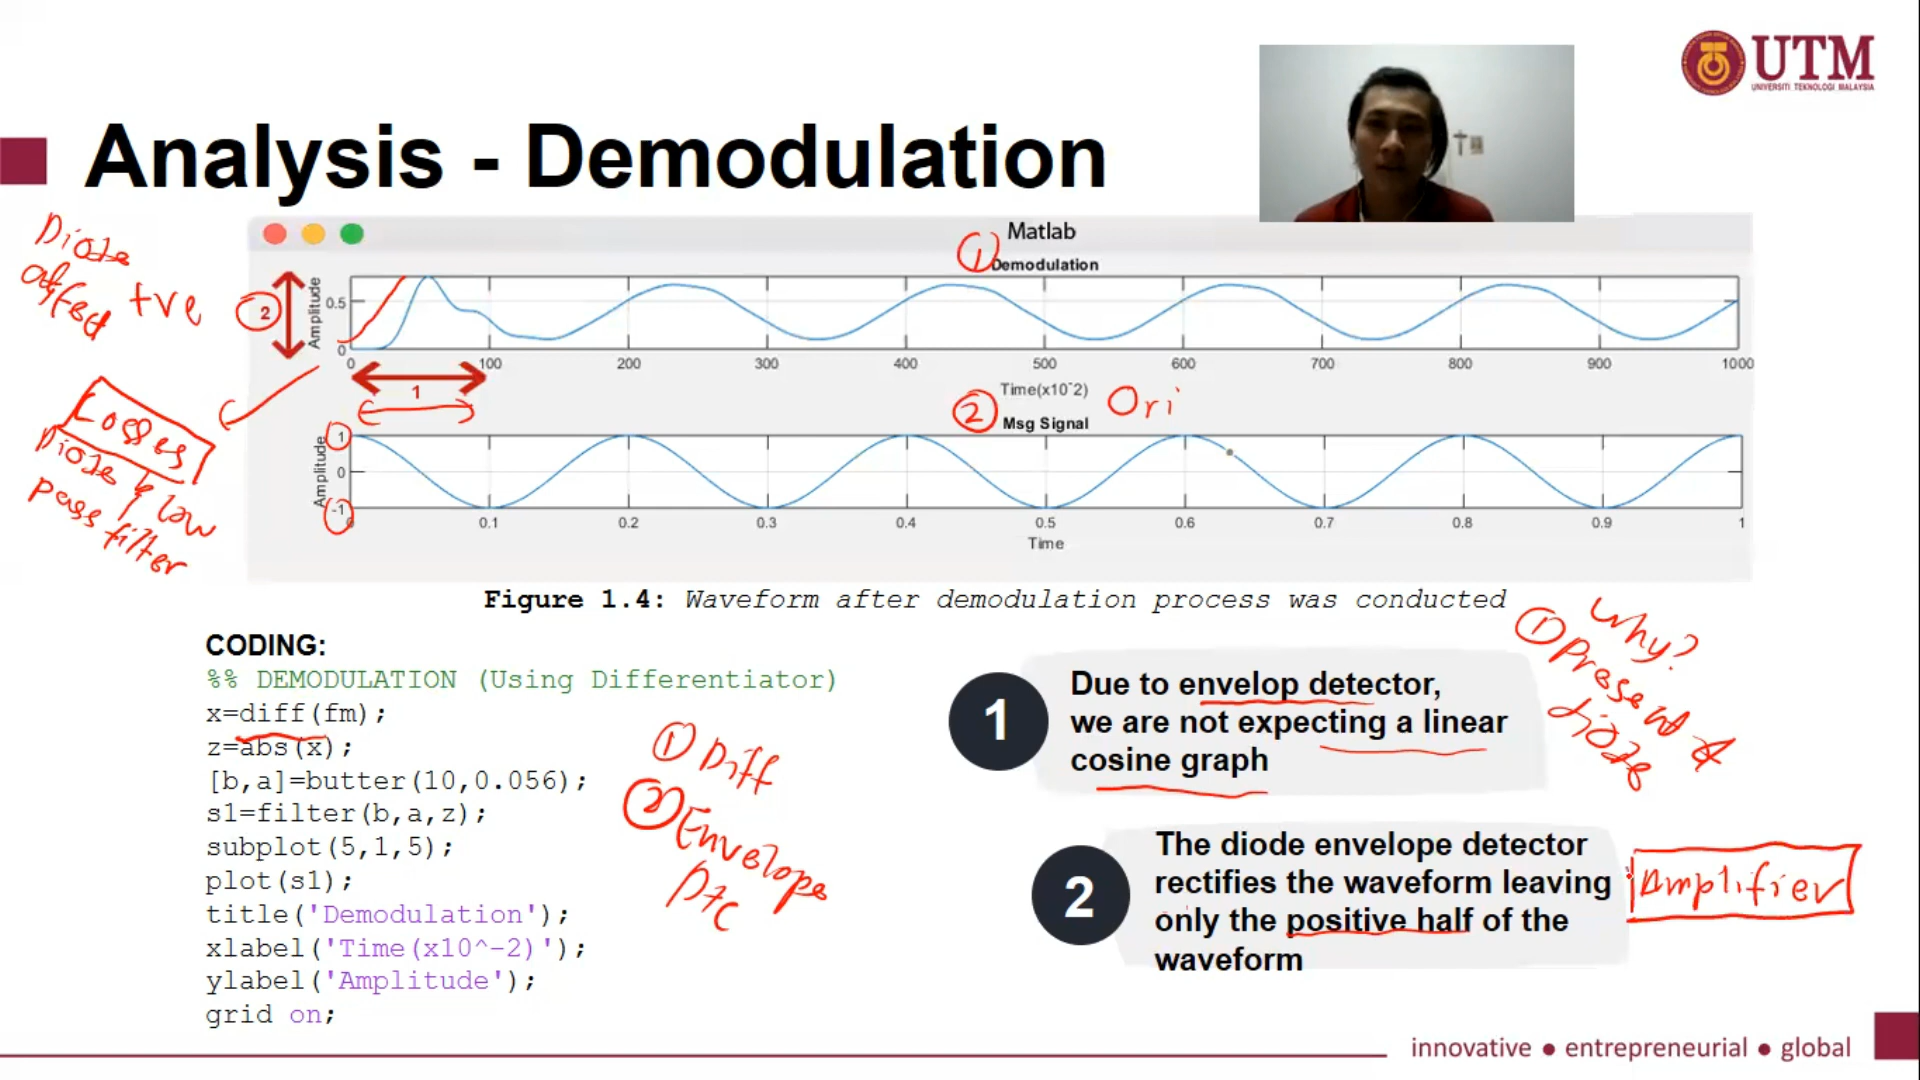 UTM
UNIVERSITI TEKNOLOGI MALAYSIA
Analysis - Demodulation
Matlab
Diode
affect +ve
1
Demodulation
Amplitude
0.5
0
2
0 100 200 300 400 500 600 700 800 900 1000
1
Time(x10^-2)
2
Ori
Msg Signal
Losses
Diode & low
pass filter
Amplitude
1
0
-1
0 0.1 0.2 0.3 0.4 0.5 0.6 0.7 0.8 0.9 1
Time
Figure 1.4: Waveform after demodulation process was conducted
CODING:
%% DEMODULATION (Using Differentiator)
x=diff(fm);
z=abs(x);
[b,a]=butter(10,0.056);
s1=filter(b,a,z);
subplot(5,1,5);
plot(s1);
title('Demodulation');
xlabel('Time(x10^-2)');
ylabel('Amplitude');
grid on;
1 Diff
2 Envelope
Dtc
1
Due to envelop detector,
we are not expecting a linear
cosine graph
Why?
1 Present of
diode
2
The diode envelope detector
rectifies the waveform leaving
only the positive half of the
waveform
Amplifier
innovative ● entrepreneurial ● global